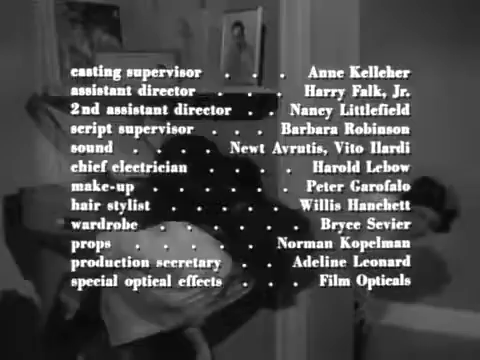 casting supervisor . . . Anne Kelleher
assistant director . . . Harry Falk, Jr.
2nd assistant director . . Nancy Littlefield
script supervisor . . . Barbara Robinson
sound . . . . Newt Avrutis, Vito Ilardi
chief electrician . . . . Harold Lebow
make-up . . . . . . Peter Garofalo
hair stylist . . . . . Willis Hanchett
wardrobe . . . . . . Bryce Sevier
props . . . . . Norman Kopelman
production secretary . . Adeline Leonard
special optical effects . . . Film Opticals